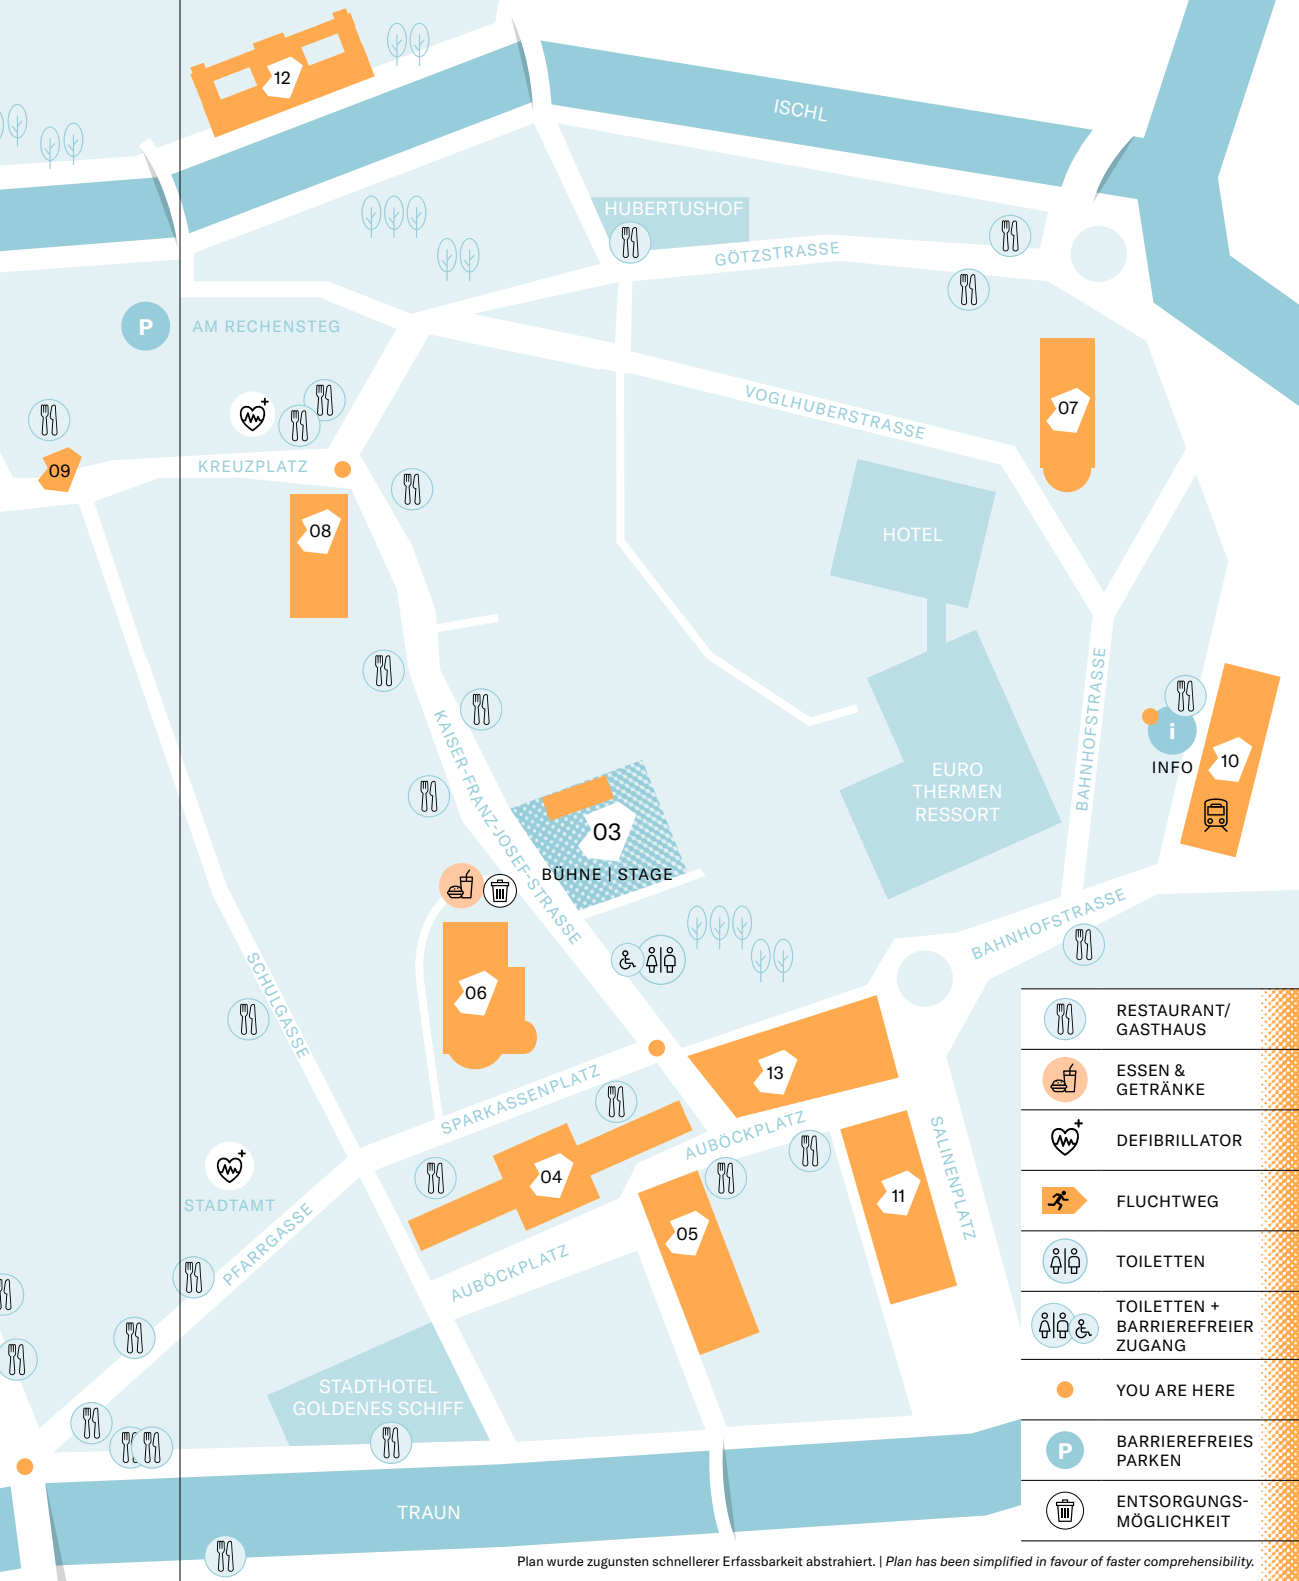 12
ISCHL
HUBERTUSHOF
GÖTZSTRASSE
P
AM RECHENSTEG
VOGLHUBERSTRASSE
07
09
KREUZPLATZ
08
HOTEL
BAHNHOFSTRASSE
i
INFO
10
KAISER-FRANZ-JOSEF-STRASSE
EURO
THERMEN
RESSORT
03
BÜHNE | STAGE
BAHNHOFSTRASSE
SCHULGASSE
06
13
SPARKASSENPLATZ
AUBÖCKPLATZ
SALINENPLATZ
04
11
STADTAMT
05
PFARRGASSE
AUBÖCKPLATZ
STADTHOTEL
GOLDENES SCHIFF
TRAUN
RESTAURANT/
GASTHAUS
ESSEN &
GETRÄNKE
DEFIBRILLATOR
FLUCHTWEG
TOILETTEN
TOILETTEN +
BARRIEREFREIER
ZUGANG
YOU ARE HERE
P
BARRIEREFREIES
PARKEN
ENTSORGUNGS-
MÖGLICHKEIT
Plan wurde zugunsten schnellerer Erfassbarkeit abstrahiert. | Plan has been simplified in favour of faster comprehensibility.